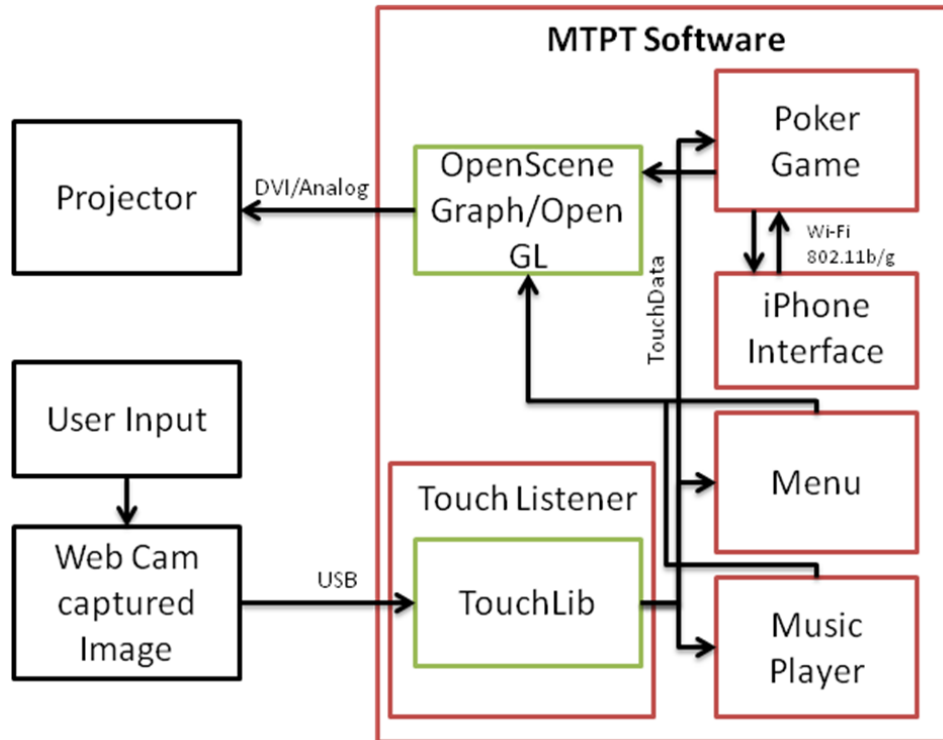 MTPT Software
Projector
DVI/Analog
OpenScene
Graph/Open
GL
Poker
Game
Wi-Fi
802.11b/g
iPhone
Interface
TouchData
User Input
Menu
Touch Listener
Web Cam
captured
Image
USB
TouchLib
Music
Player